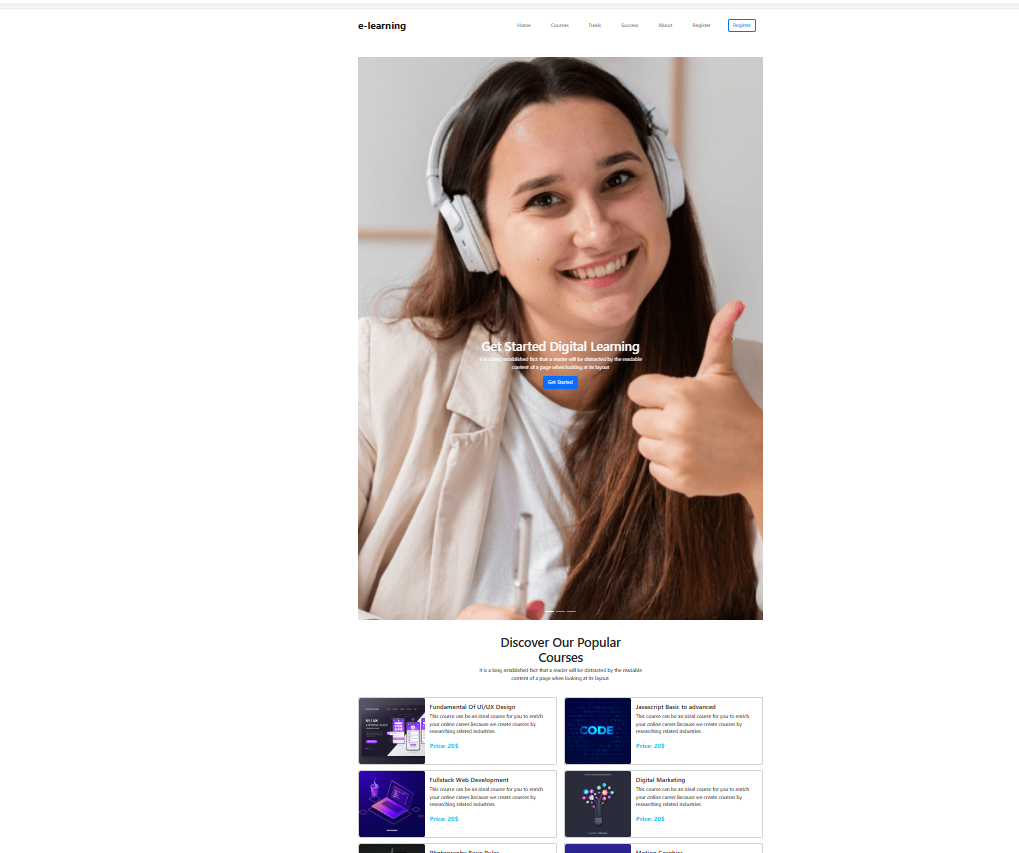 e-learning
Home Courses Deals Success About Register Register
Get Started Digital Learning
It is a long established fact that a reader will be distracted by the readable
content of a page when looking at its layout
Get Started
Discover Our Popular
Courses
It is a long established fact that a reader will be distracted by the readable
content of a page when looking at its layout.
Fundamental Of UI/UX Design
This course can be an ideal course for you to enrich
your online career.Because we create courses by
researching related industries.
Price: 20$
CODE
Javascript Basic to advanced
This course can be an ideal course for you to enrich
your online career.Because we create courses by
researching related industries.
Price: 20$
Fullstack Web Development
This course can be an ideal course for you to enrich
your online career.Because we create courses by
researching related industries.
Price: 20$
Digital Marketing
This course can be an ideal course for you to enrich
your online career.Because we create courses by
researching related industries.
Price: 20$